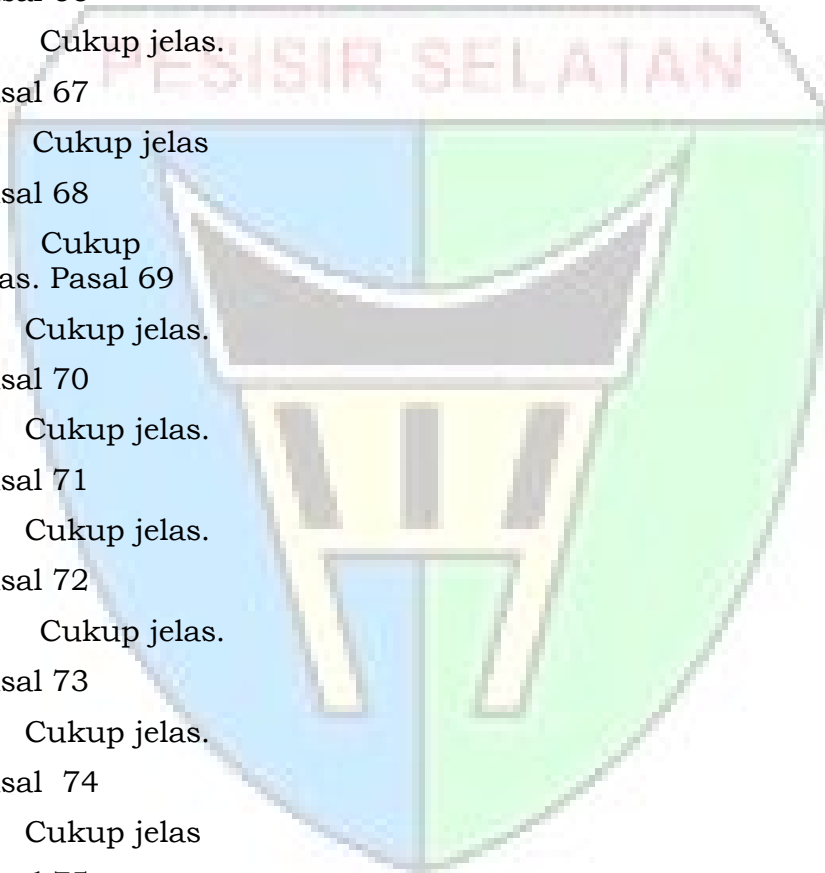 Cukup jelas.
PESISIR SELATAN
sal 67
Cukup jelas
sal 68
Cukup
as. Pasal 69
Cukup jelas.
sal 70
Cukup jelas.
sal 71
Cukup jelas.
sal 72
Cukup jelas.
sal 73
Cukup jelas.
sal 74
Cukup jelas